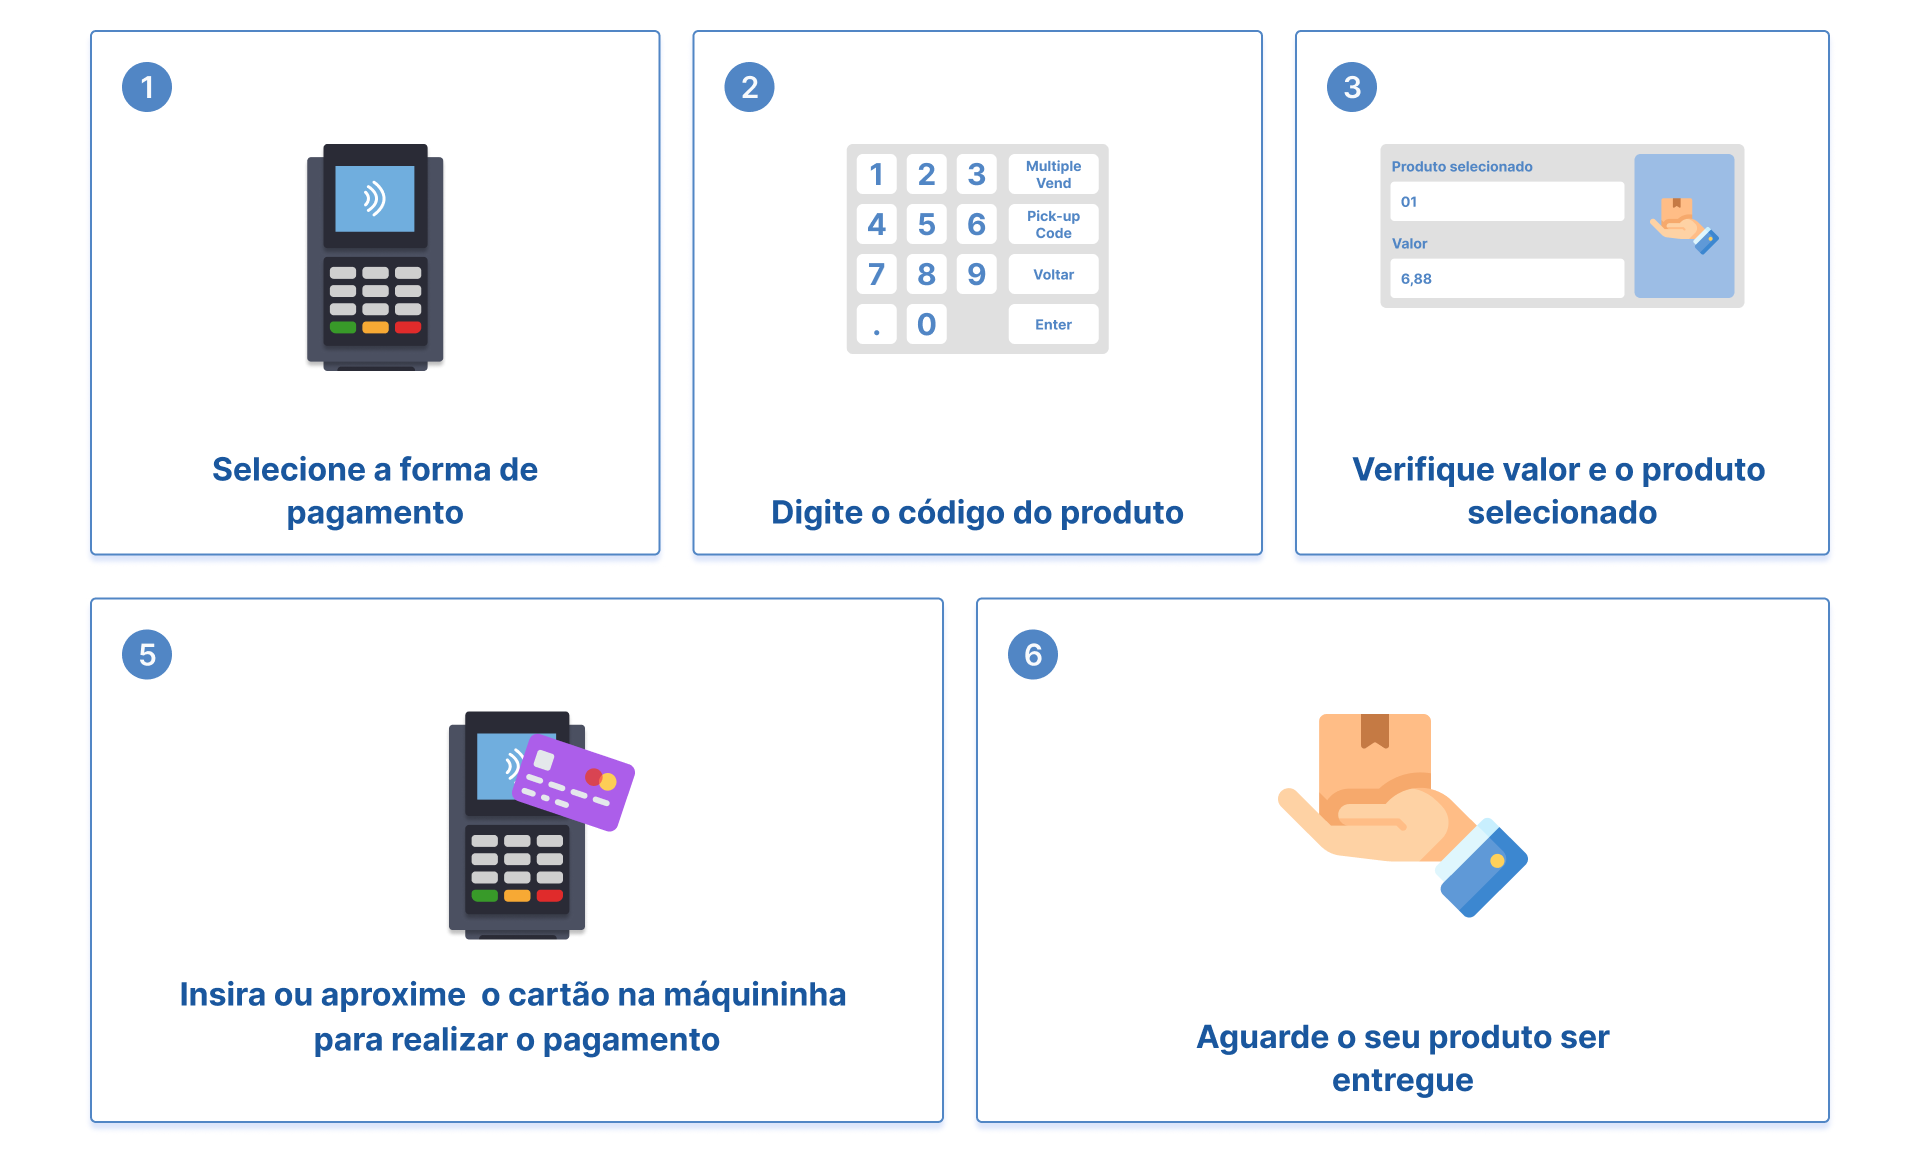 1
Selecione a forma de
pagamento
2
1 2 3 Multiple
Vend
4 5 6 Pick-up
Code
7 8 9 Voltar
. 0 Enter
Digite o código do produto
3
Produto selecionado
01
Valor
6,88
Verifique valor e o produto
selecionado
5
Insira ou aproxime  o cartão na máquininha
para realizar o pagamento
6
Aguarde o seu produto ser
entregue